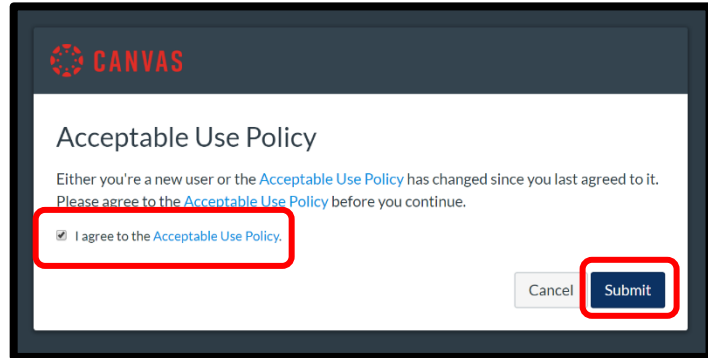 CANVAS
Acceptable Use Policy
Either you're a new user or the Acceptable Use Policy has changed since you last agreed to it.
Please agree to the Acceptable Use Policy before you continue.
I agree to the Acceptable Use Policy.
Cancel Submit